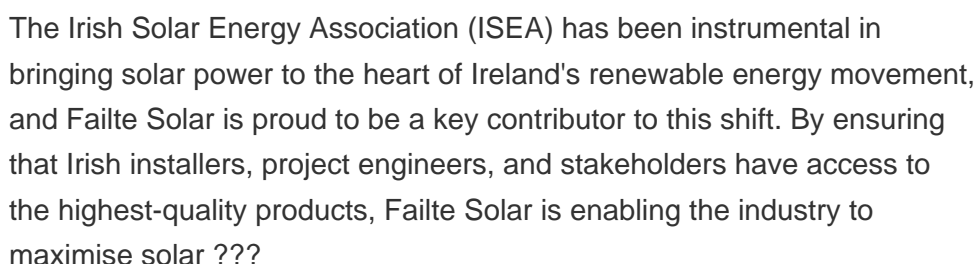 The Irish Solar Energy Association (ISEA) has been instrumental in
bringing solar power to the heart of Ireland's renewable energy movement,
and Failte Solar is proud to be a key contributor to this shift. By ensuring
that Irish installers, project engineers, and stakeholders have access to
the highest-quality products, Failte Solar is enabling the industry to
maximise solar ???